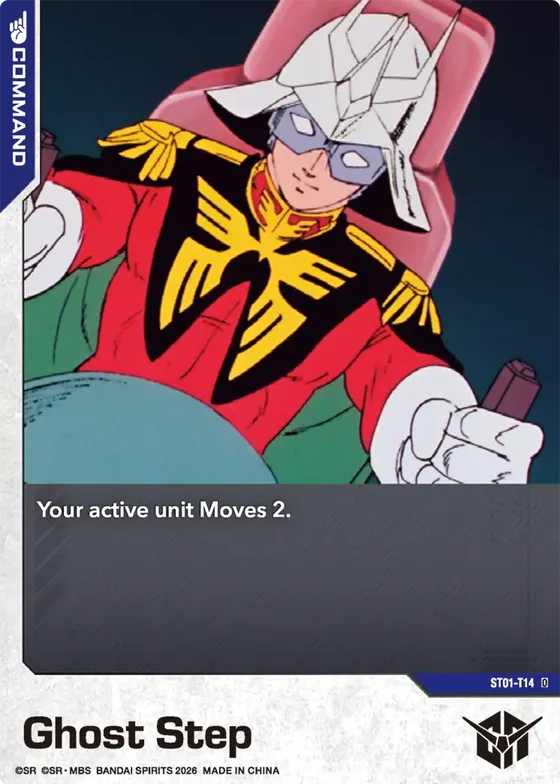 COMMAND
Your active unit Moves 2.
ST01-T14 0
Ghost Step
©SR ©SR・MBS BANDAI SPIRITS 2026 MADE IN CHINA